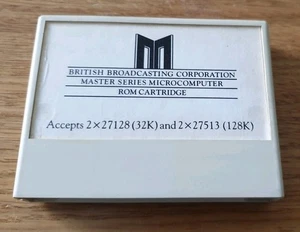 BRITISH BROADCASTING CORPORATION
MASTER SERIES MICROCOMPUTER
ROM CARTRIDGE
Accepts 2×27128 (32K) and 2×27513 (128K)